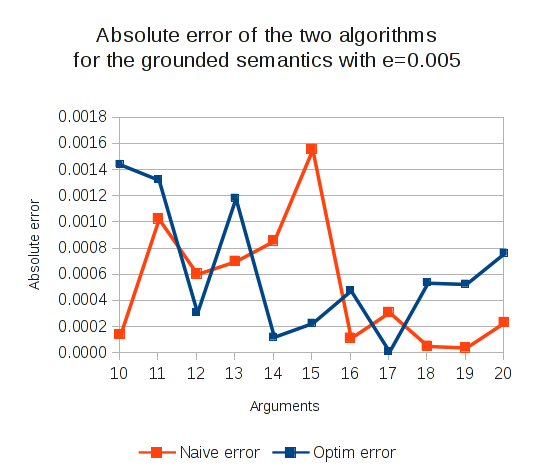 Absolute error of the two algorithms
for the grounded semantics with e=0.005
0.0018
0.0016
0.0014
0.0012
0.0010
0.0008
0.0006
0.0004
0.0002
0.0000
Absolute error
10 11 12 13 14 15 16 17 18 19 20
Arguments
Naive error Optim error